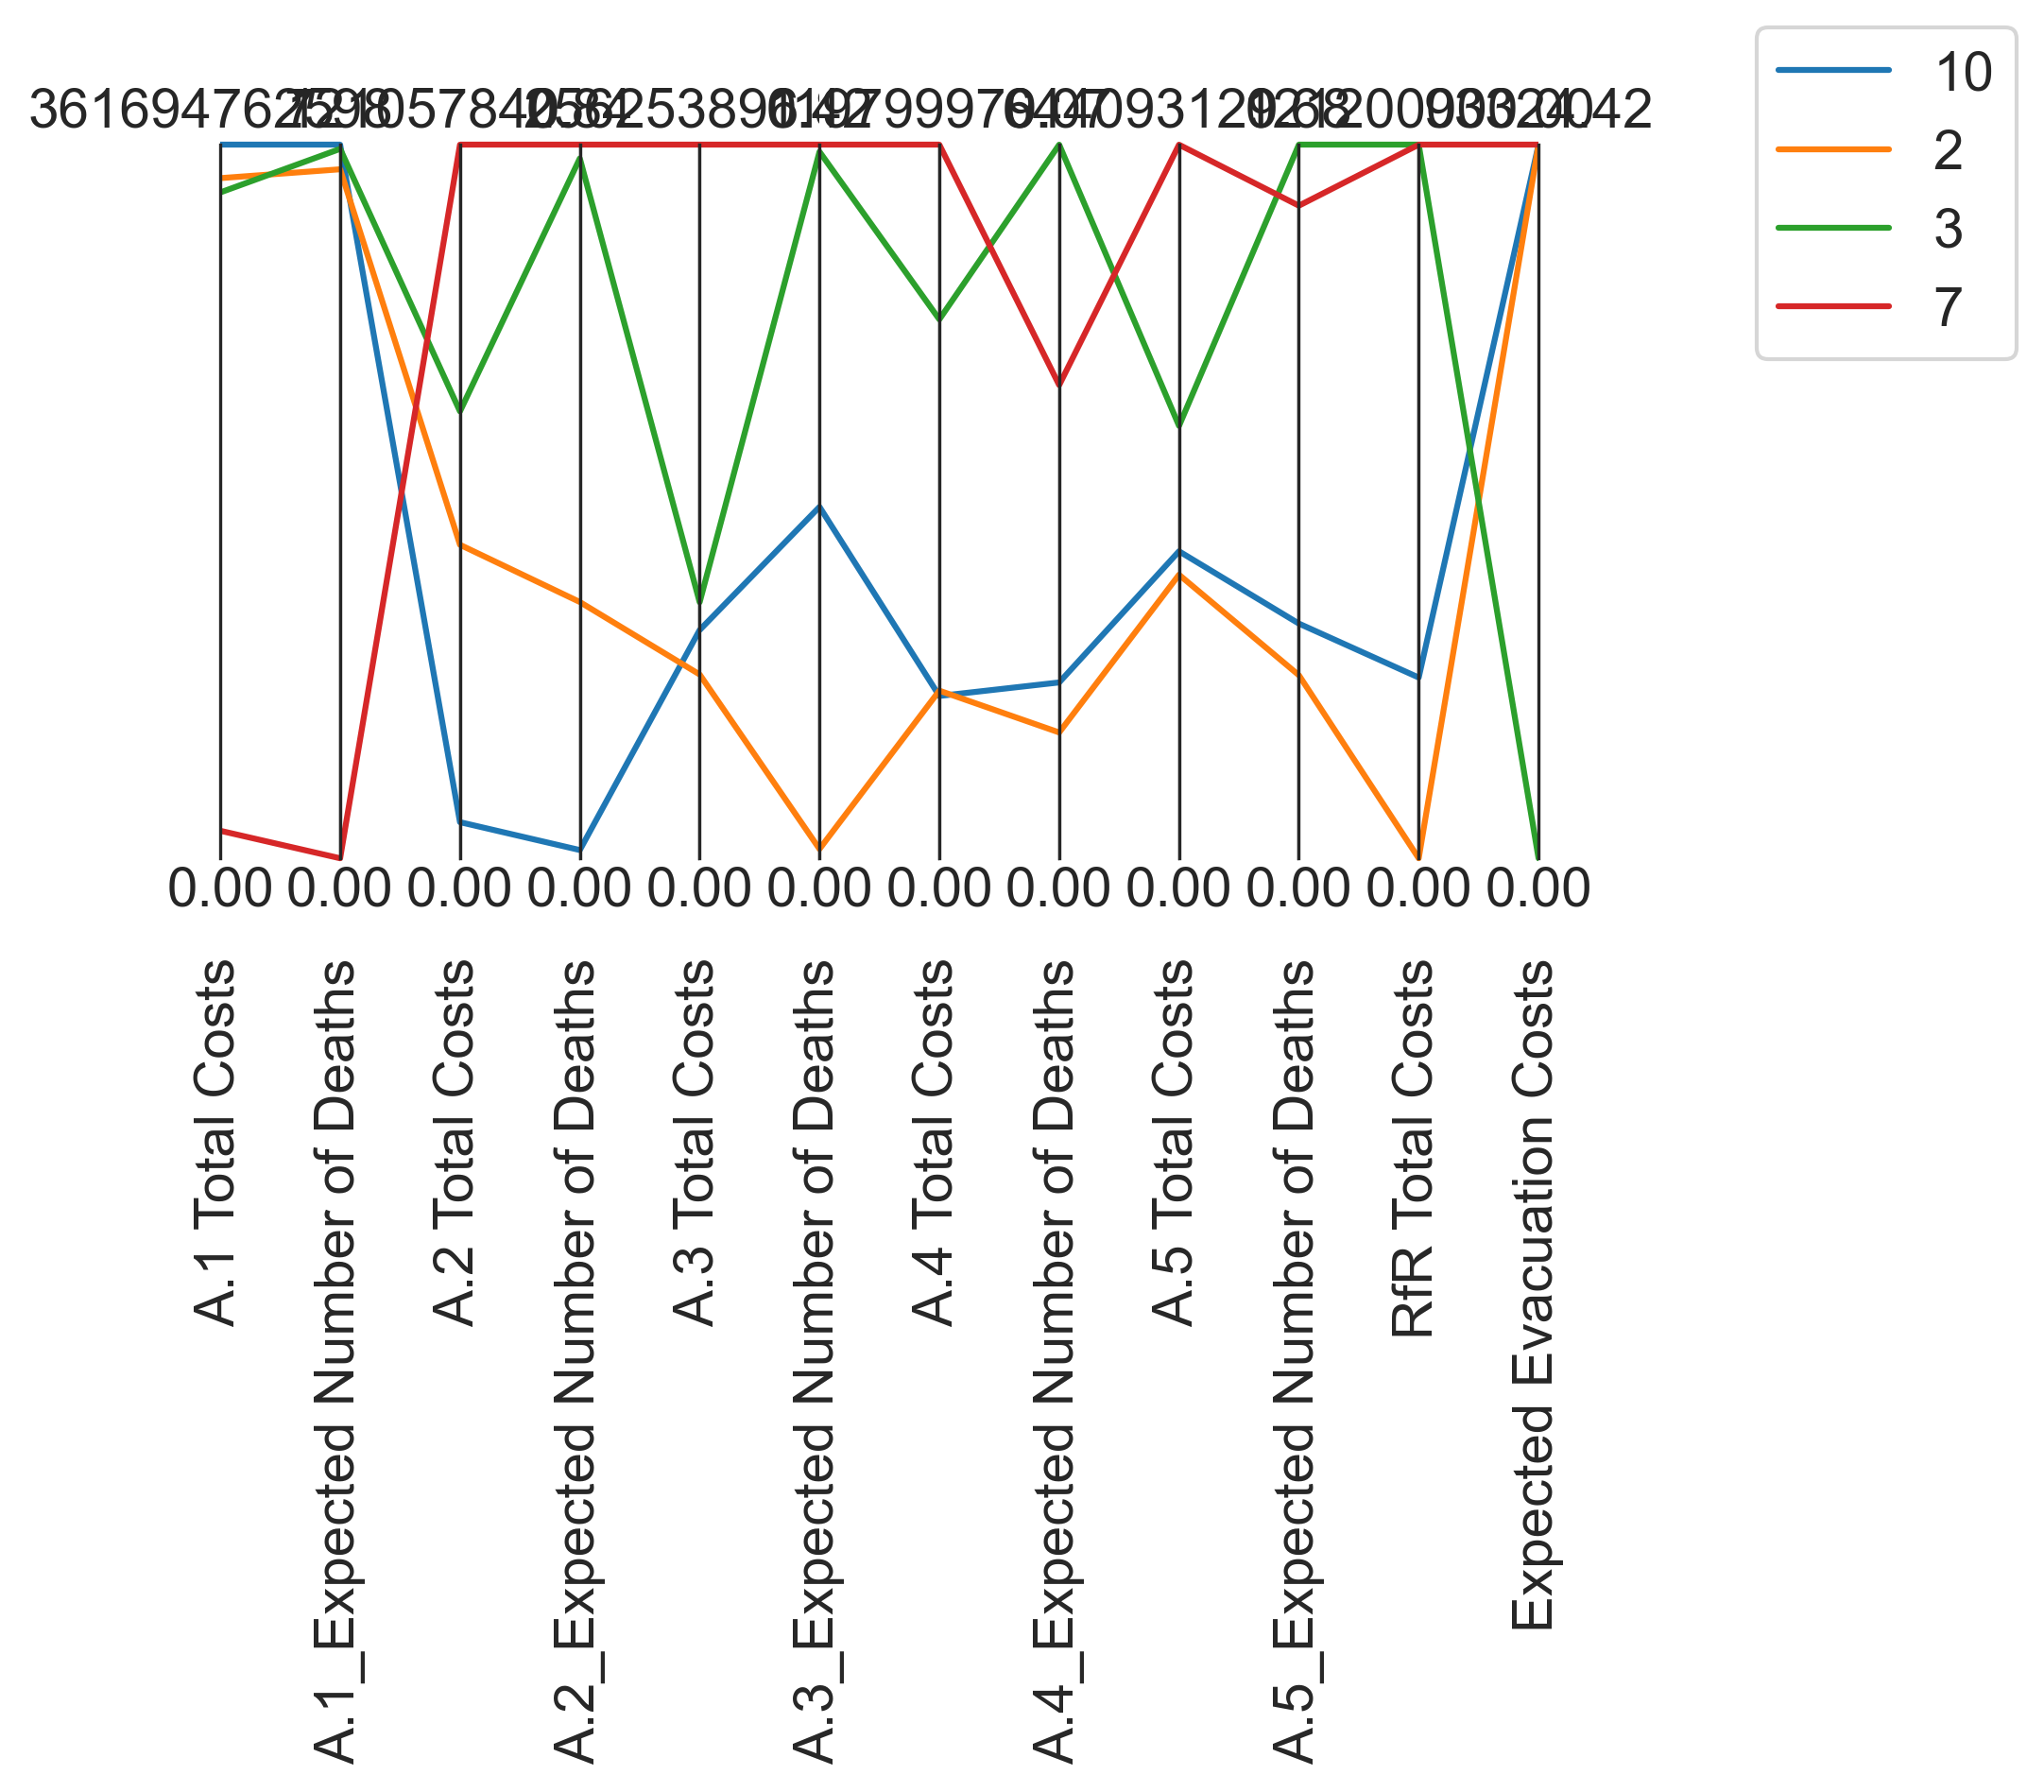 10
2
3
7
0.00 0.00 0.00 0.00 0.00 0.00 0.00 0.00 0.00 0.00 0.00 0.00
A.1 Total Costs
A.1_Expected Number of Deaths
A.2 Total Costs
A.2_Expected Number of Deaths
A.3 Total Costs
A.3_Expected Number of Deaths
A.4 Total Costs
A.4_Expected Number of Deaths
A.5 Total Costs
A.5_Expected Number of Deaths
RfR Total Costs
Expected Evacuation Costs